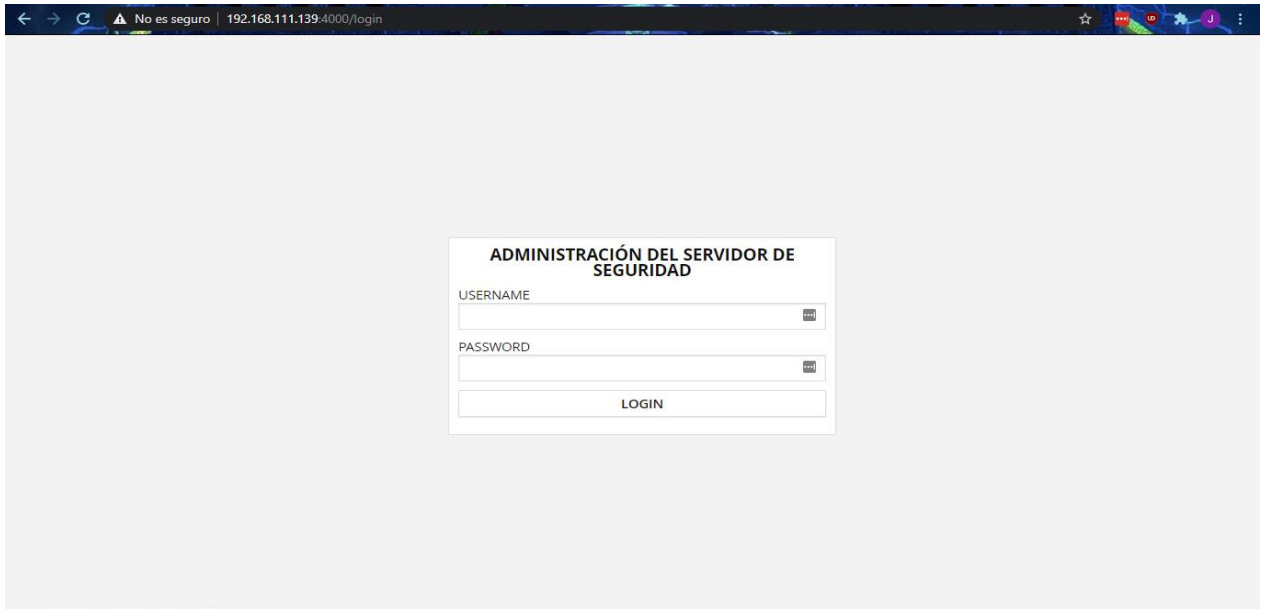 No es seguro | 192.168.111.139:4000/login
ADMINISTRACIÓN DEL SERVIDOR DE
SEGURIDAD
USERNAME
PASSWORD
LOGIN
J